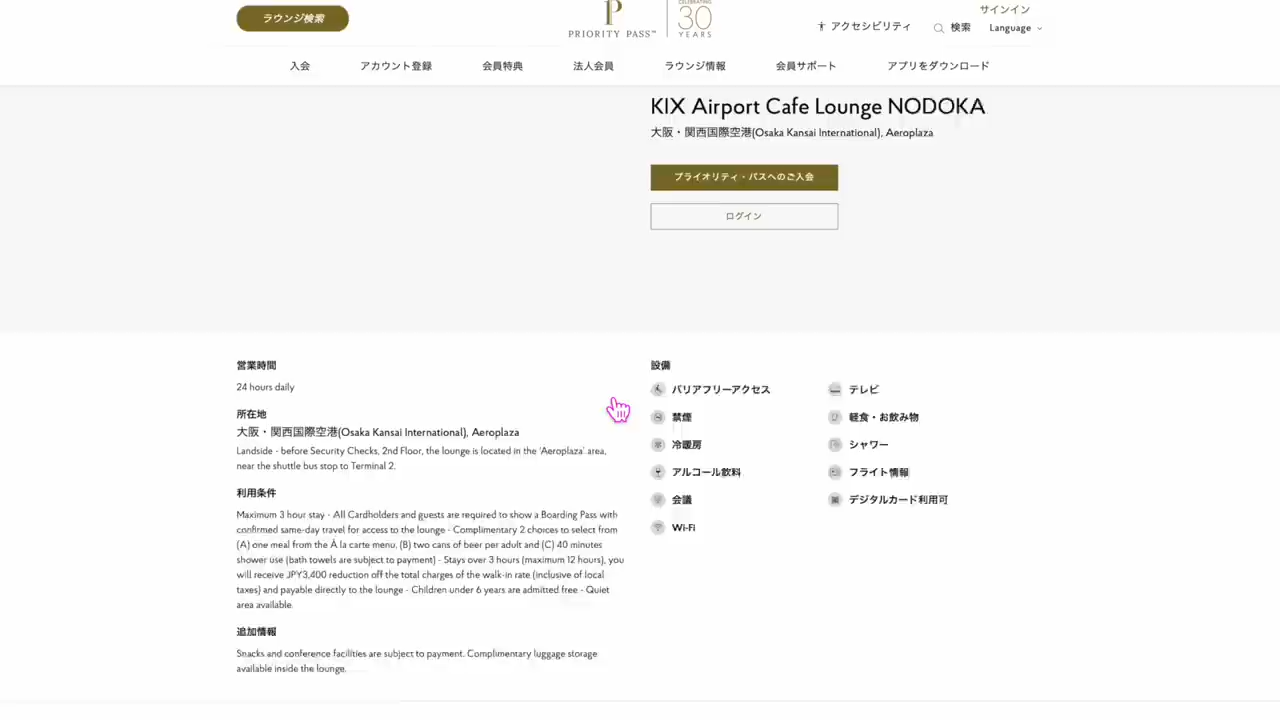 ラウンジ検索
PRIORITY PASS™
CELEBRATING
30
YEARS
サインイン
アクセシビリティ
検索
Language
入会
アカウント登録
会員特典
法人会員
ラウンジ情報
会員サポート
アプリをダウンロード
KIX Airport Cafe Lounge NODOKA
大阪・関西国際空港(Osaka Kansai International), Aeroplaza
プライオリティ・パスへのご入会
ログイン
営業時間
24 hours daily
所在地
大阪・関西国際空港(Osaka Kansai International), Aeroplaza
Landside - before Security Checks, 2nd Floor, the lounge is located in the 'Aeroplaza' area,
near the shuttle bus stop to Terminal 2.
利用条件
Maximum 3 hour stay - All Cardholders and guests are required to show a Boarding Pass with
confirmed same-day travel for access to the lounge - Complimentary 2 choices to select from
(A) one meal from the À la carte menu, (B) two cans of beer per adult and (C) 40 minutes
shower use (bath towels are subject to payment) - Stays over 3 hours (maximum 12 hours), you
will receive JPY3,400 reduction off the total charges of the walk-in rate (inclusive of local
taxes) and payable directly to the lounge - Children under 6 years are admitted free - Quiet
area available.
追加情報
Snacks and conference facilities are subject to payment. Complimentary luggage storage
available inside the lounge.
設備
バリアフリーアクセス
禁煙
冷暖房
アルコール飲料
会議
Wi-Fi
テレビ
軽食・お飲み物
シャワー
フライト情報
デジタルカード利用可